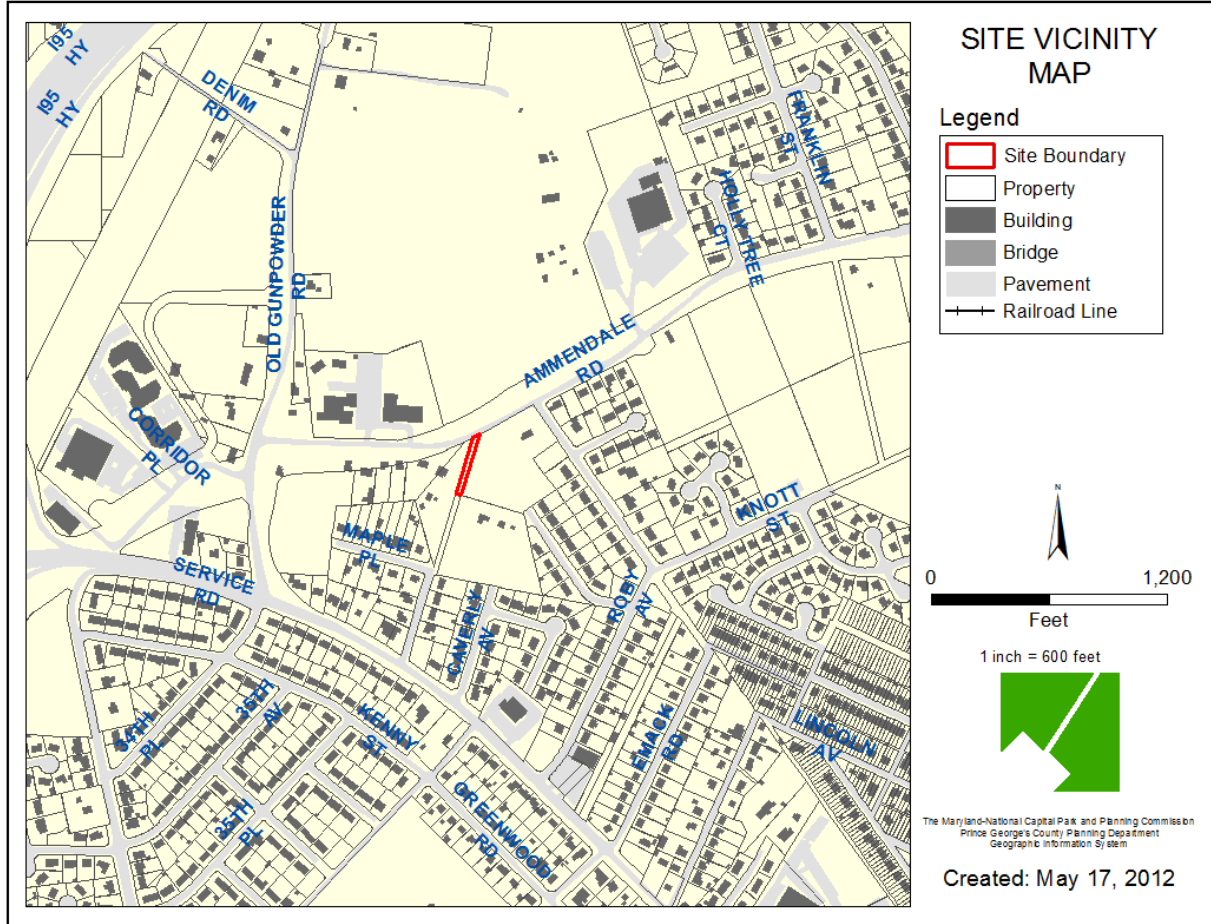 I95
HY
I95
HY
DENIM
RD
FRANKLIN
ST
HOLLY TREE
CT
OLD GUNPOWDER
RD
AMMENDALE
RD
CORRIDOR
PL
KNOTT
ST
MAPLE
PL
SERVICE
RD
ROBY
AV
CAVERLY
AV
34TH
PL
35TH
AV
KENNY
ST
EMACK
RD
LINCOLN
AV
35TH
PL
GREENWOOD
RD
SITE VICINITY
MAP
Legend
Site Boundary
Property
Building
Bridge
Pavement
Railroad Line
N
0 1,200
Feet
1 inch = 600 feet
The Maryland-National Capital Park and Planning Commission
Prince George's County Planning Department
Geographic Information System
Created: May 17, 2012